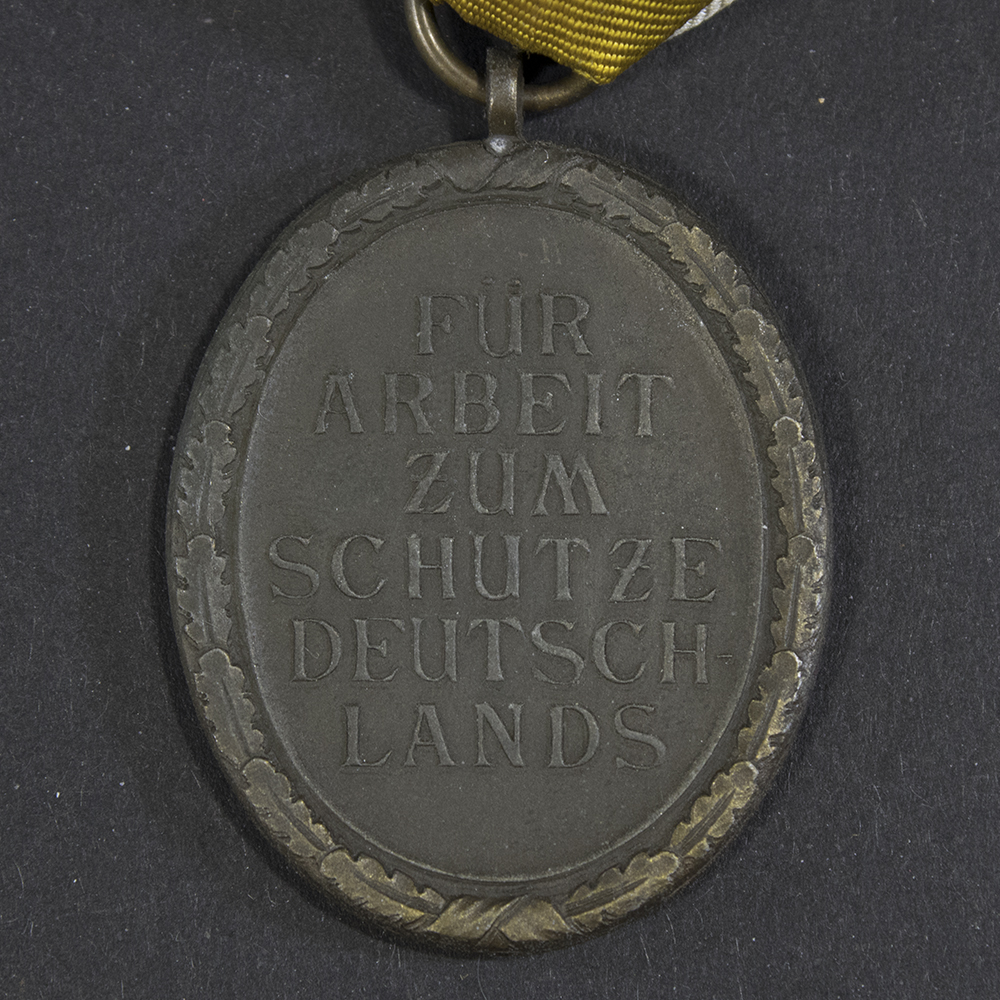 FÜR
ARBEIT
ZUM
SCHUTZE
DEUTSCH-
LANDS